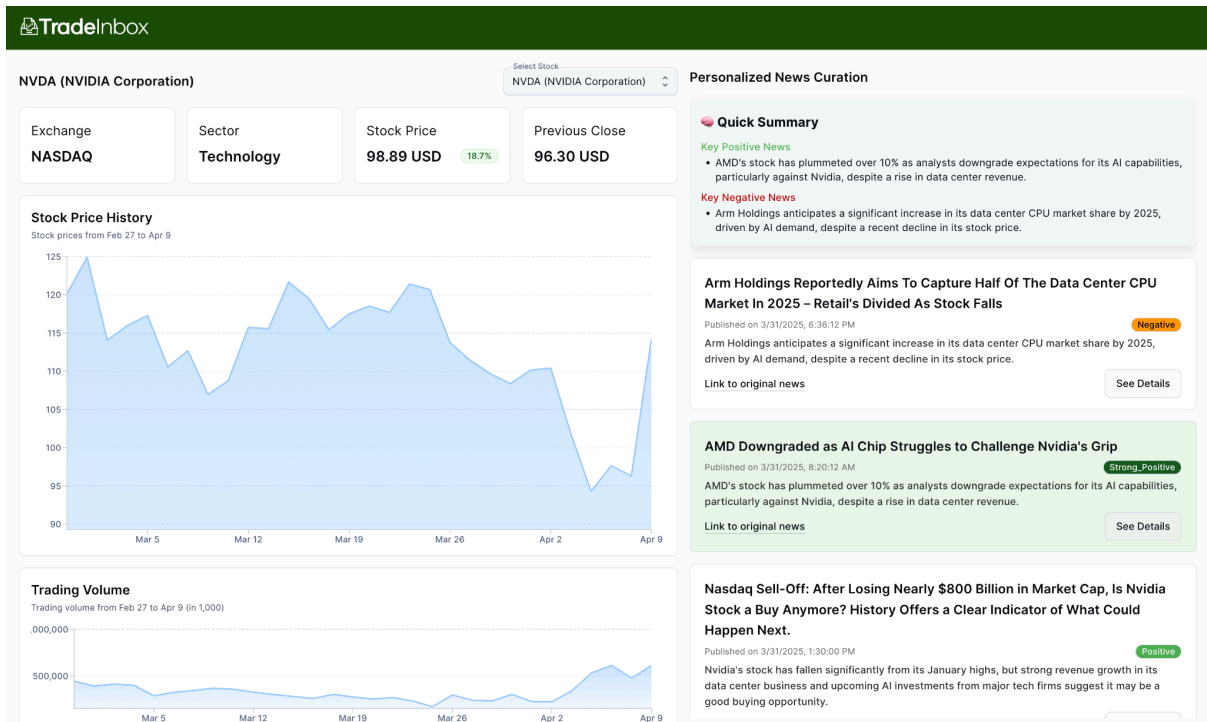 TradeInbox
NVDA (NVIDIA Corporation)
Select Stock
NVDA (NVIDIA Corporation)
Exchange
NASDAQ
Sector
Technology
Stock Price
98.89 USD
18.7%
Previous Close
96.30 USD
Stock Price History
Stock prices from Feb 27 to Apr 9
125
120
115
110
105
100
95
90
Mar 5
Mar 12
Mar 19
Mar 26
Apr 2
Apr 9
Trading Volume
Trading volume from Feb 27 to Apr 9 (in 1,000)
,000,000
500,000
Mar 5
Mar 12
Mar 19
Mar 26
Apr 2
Apr 9
Personalized News Curation
Quick Summary
Key Positive News
• AMD's stock has plummeted over 10% as analysts downgrade expectations for its AI capabilities,
particularly against Nvidia, despite a rise in data center revenue.
Key Negative News
• Arm Holdings anticipates a significant increase in its data center CPU market share by 2025,
driven by AI demand, despite a recent decline in its stock price.
Arm Holdings Reportedly Aims To Capture Half Of The Data Center CPU
Market In 2025 – Retail's Divided As Stock Falls
Published on 3/31/2025, 6:36:12 PM
Negative
Arm Holdings anticipates a significant increase in its data center CPU market share by 2025,
driven by AI demand, despite a recent decline in its stock price.
Link to original news
See Details
AMD Downgraded as AI Chip Struggles to Challenge Nvidia's Grip
Published on 3/31/2025, 8:20:12 AM
Strong_Positive
AMD's stock has plummeted over 10% as analysts downgrade expectations for its AI capabilities,
particularly against Nvidia, despite a rise in data center revenue.
Link to original news
See Details
Nasdaq Sell-Off: After Losing Nearly $800 Billion in Market Cap, Is Nvidia
Stock a Buy Anymore? History Offers a Clear Indicator of What Could
Happen Next.
Published on 3/31/2025, 1:30:00 PM
Positive
Nvidia's stock has fallen significantly from its January highs, but strong revenue growth in its
data center business and upcoming AI investments from major tech firms suggest it may be a
good buying opportunity.